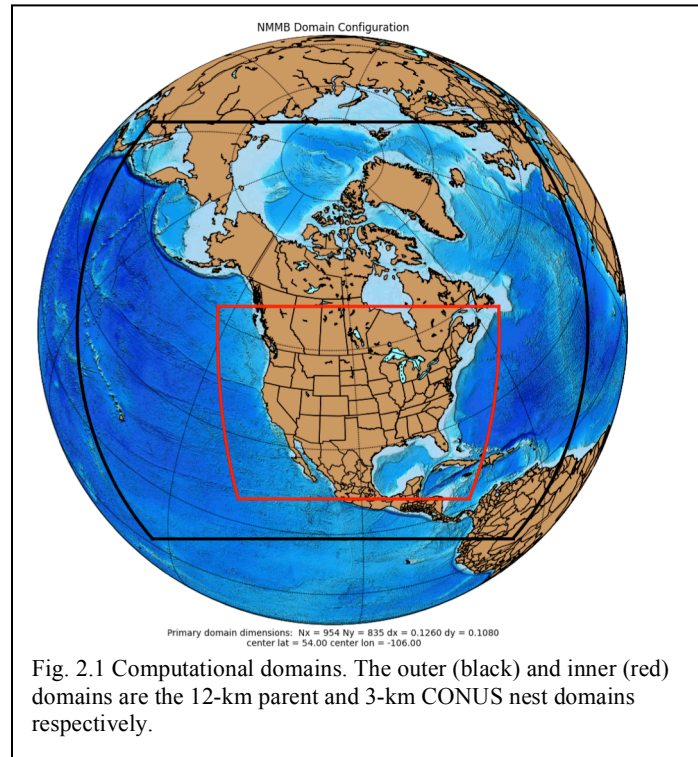 NMMB Domain Configuration
Primary domain dimensions:  Nx = 954 Ny = 835 dx = 0.1260 dy = 0.1080
center lat = 54.00 center lon = -106.00
Fig. 2.1 Computational domains. The outer (black) and inner (red)
domains are the 12-km parent and 3-km CONUS nest domains
respectively.